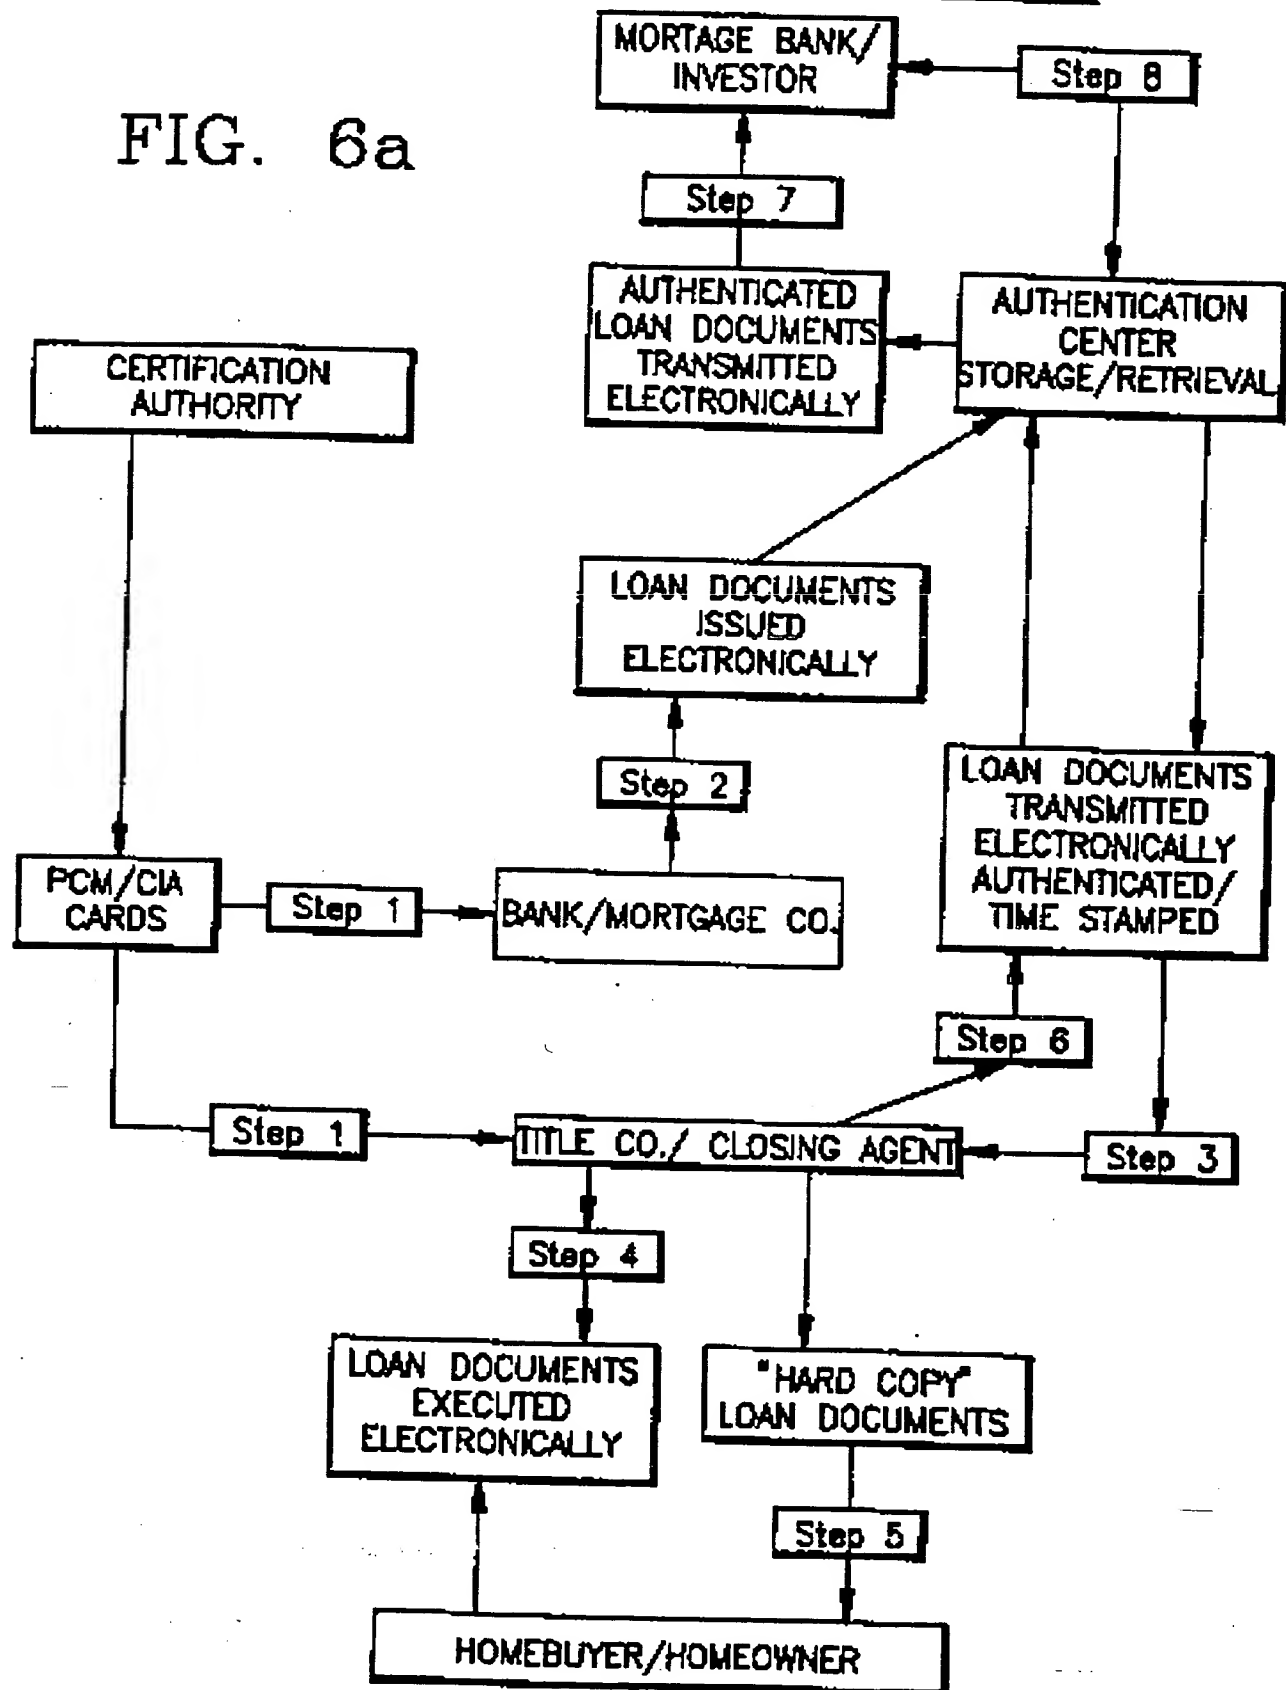 MORTAGE BANK/
INVESTOR
Step 8
FIG. 6a
Step 7
AUTHENTICATED
LOAN DOCUMENTS
TRANSMITTED
ELECTRONICALLY
AUTHENTICATION
CENTER
STORAGE/RETRIEVAL
CERTIFICATION
AUTHORITY
LOAN DOCUMENTS
ISSUED
ELECTRONICALLY
Step 2
LOAN DOCUMENTS
TRANSMITTED
ELECTRONICALLY
AUTHENTICATED/
TIME STAMPED
PCM/CIA
CARDS
Step 1
BANK/MORTGAGE CO.
Step 6
Step 1
TITLE CO./ CLOSING AGENT
Step 3
Step 4
LOAN DOCUMENTS
EXECUTED
ELECTRONICALLY
"HARD COPY"
LOAN DOCUMENTS
Step 5
HOMEBUYER/HOMEOWNER